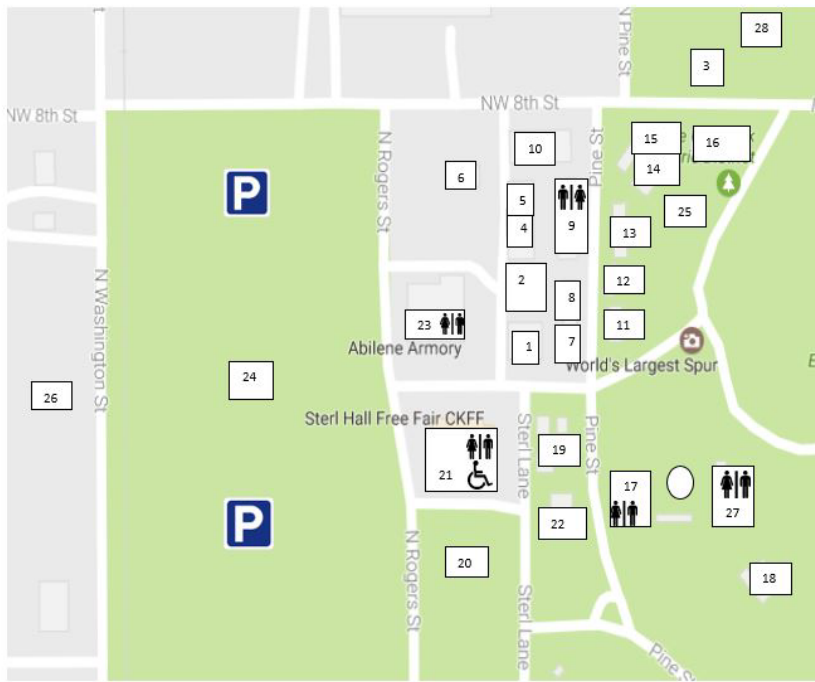 N Pine St
28
3
NW 8th St
NW 8th St
P
N Rogers St
10
6
Pine St
15
16
14
5
4
9
25
13
2
12
8
23
1
7
11
Abilene Armory
World's Largest Spur
N Washington St
24
26
Sterl Hall Free Fair CKFF
Sterl Lane
Pine St
19
21
17
27
P
22
N Rogers St
20
18
Sterl Lane
Pine St